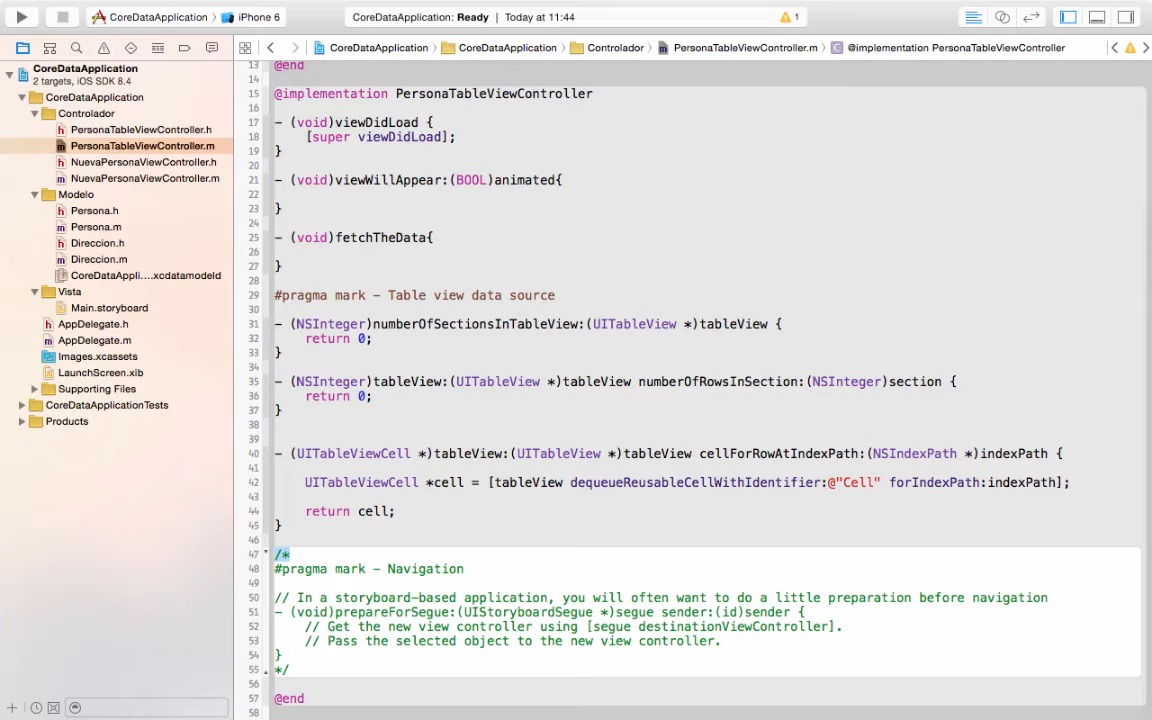 CoreDataApplication iPhone 6 CoreDataApplication: Ready Today at 11:44 1
CoreDataApplication CoreDataApplication Controlador PersonaTableViewController.m @implementation PersonaTableViewController
CoreDataApplication
2 targets, iOS SDK 8.4
CoreDataApplication
Controlador
PersonaTableViewController.h
PersonaTableViewController.m
NuevaPersonaViewController.h
NuevaPersonaViewController.m
Modelo
Persona.h
Persona.m
Direccion.h
Direccion.m
CoreDataAppli....xcdatamodeld
Vista
Main.storyboard
AppDelegate.h
AppDelegate.m
Images.xcassets
LaunchScreen.xib
Supporting Files
CoreDataApplicationTests
Products
13 @end
14
15 @implementation PersonaTableViewController
16
17 - (void)viewDidLoad {
18 [super viewDidLoad];
19 }
20
21 - (void)viewWillAppear:(BOOL)animated{
22
23 }
24
25 - (void)fetchTheData{
26
27 }
28
29 #pragma mark - Table view data source
30
31 - (NSInteger)numberOfSectionsInTableView:(UITableView *)tableView {
32 return 0;
33 }
34
35 - (NSInteger)tableView:(UITableView *)tableView numberOfRowsInSection:(NSInteger)section {
36 return 0;
37 }
38
39
40 - (UITableViewCell *)tableView:(UITableView *)tableView cellForRowAtIndexPath:(NSIndexPath *)indexPath {
41
42 UITableViewCell *cell = [tableView dequeueReusableCellWithIdentifier:@"Cell" forIndexPath:indexPath];
43
44 return cell;
45 }
46
47 /*
48 #pragma mark - Navigation
49
50 // In a storyboard-based application, you will often want to do a little preparation before navigation
51 - (void)prepareForSegue:(UIStoryboardSegue *)segue sender:(id)sender {
52 // Get the new view controller using [segue destinationViewController].
53 // Pass the selected object to the new view controller.
54 }
55 */
56
57 @end
58